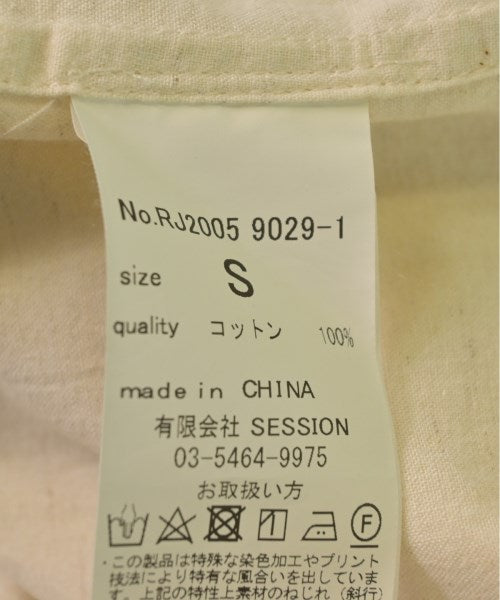 No.RJ2005 9029-1
size S
quality コットン 100%
made in CHINA
有限会社 SESSION
03-5464-9975
お取扱い方
F
・この製品は特殊な染色加工やプリント
技法により特有な風合いを出していま
す。上記の特性上素材のねじれ(斜行)